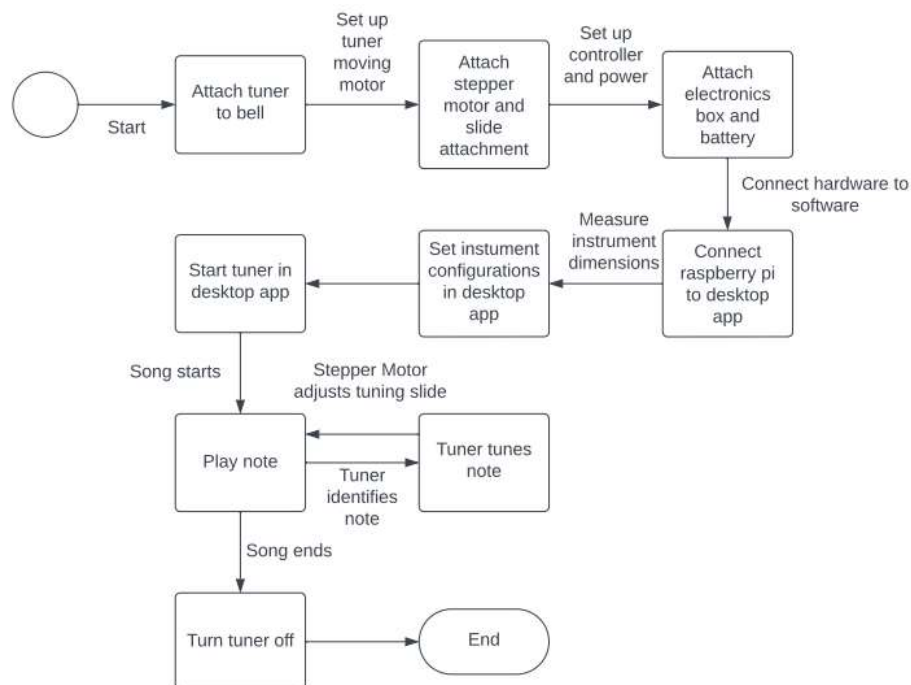 Start
Attach tuner
to bell
Set up
tuner
moving
motor
Attach
stepper
motor and
slide
attachment
Set up
controller
and power
Attach
electronics
box and
battery
Connect hardware to
software
Connect
raspberry pi
to desktop
app
Measure
instrument
dimensions
Set instument
configurations
in desktop
app
Start tuner in
desktop app
Song starts
Play note
Stepper Motor
adjusts tuning slide
Tuner
identifies
note
Tuner tunes
note
Song ends
Turn tuner off
End